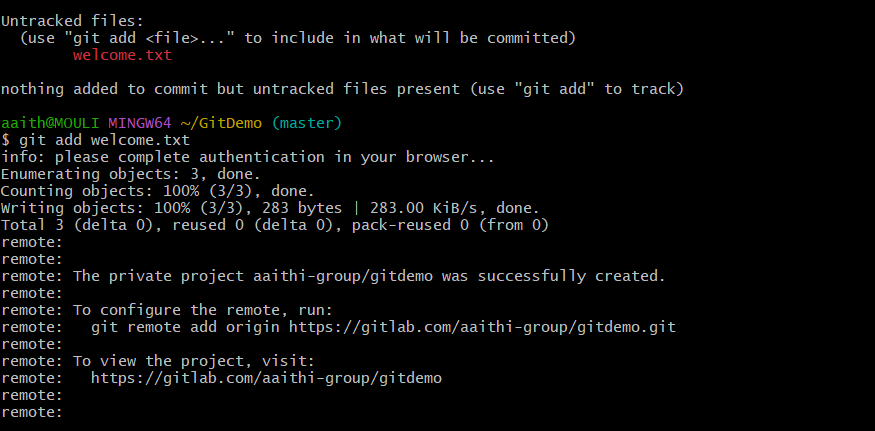 Untracked files:
  (use "git add <file>..." to include in what will be committed)
        welcome.txt
nothing added to commit but untracked files present (use "git add" to track)
aaith@MOULI MINGW64 ~/GitDemo (master)
$ git add welcome.txt
info: please complete authentication in your browser...
Enumerating objects: 3, done.
Counting objects: 100% (3/3), done.
Writing objects: 100% (3/3), 283 bytes | 283.00 KiB/s, done.
Total 3 (delta 0), reused 0 (delta 0), pack-reused 0 (from 0)
remote:
remote:
remote: The private project aaithi-group/gitdemo was successfully created.
remote:
remote: To configure the remote, run:
remote:   git remote add origin https://gitlab.com/aaithi-group/gitdemo.git
remote:
remote: To view the project, visit:
remote:   https://gitlab.com/aaithi-group/gitdemo
remote:
remote: